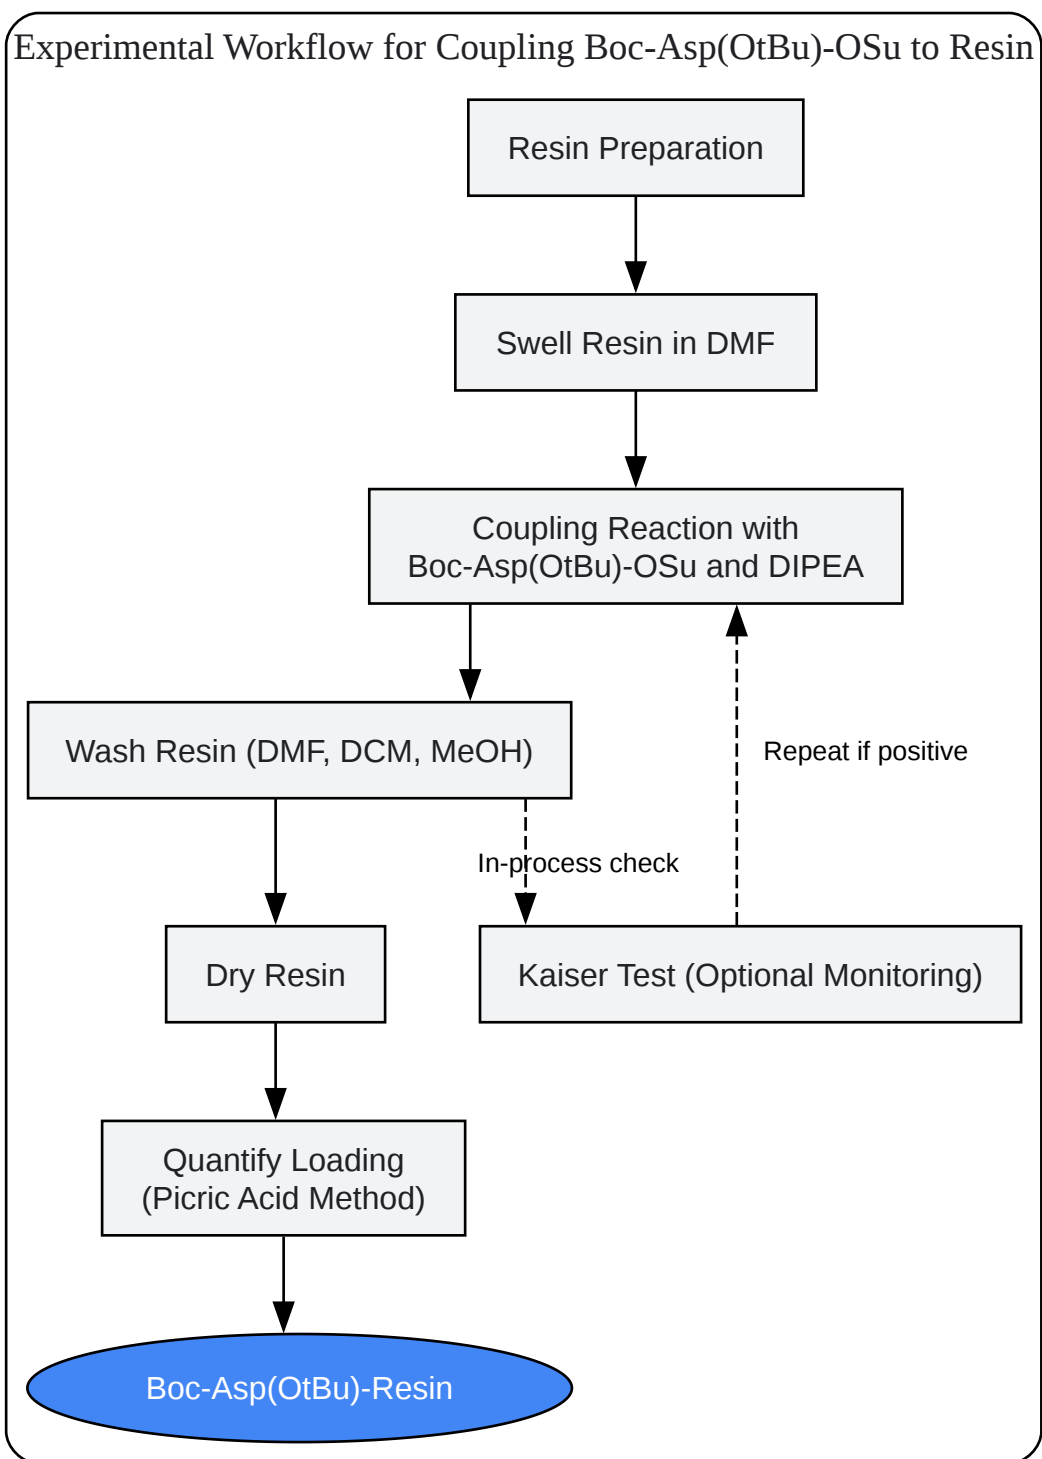 Experimental Workflow for Coupling Boc-Asp(OtBu)-OSu to Resin
Resin Preparation
Swell Resin in DMF
Coupling Reaction with
Boc-Asp(OtBu)-OSu and DIPEA
Wash Resin (DMF, DCM, MeOH)
Repeat if positive
In-process check
Dry Resin
Kaiser Test (Optional Monitoring)
Quantify Loading
(Picric Acid Method)
Boc-Asp(OtBu)-Resin